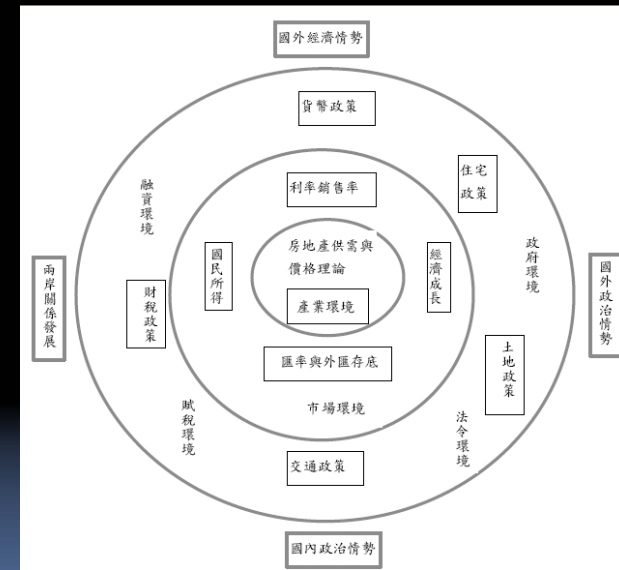 國外經濟情勢
貨幣政策
住宅
政策
融資環境
利率銷售率
政府環境
國民所得
房地產供需與
價格理論
經濟成長
兩岸關係發展
國外政治情勢
財稅政策
產業環境
土地政策
匯率與外匯存底
賦稅環境
市場環境
法令環境
交通政策
國內政治情勢